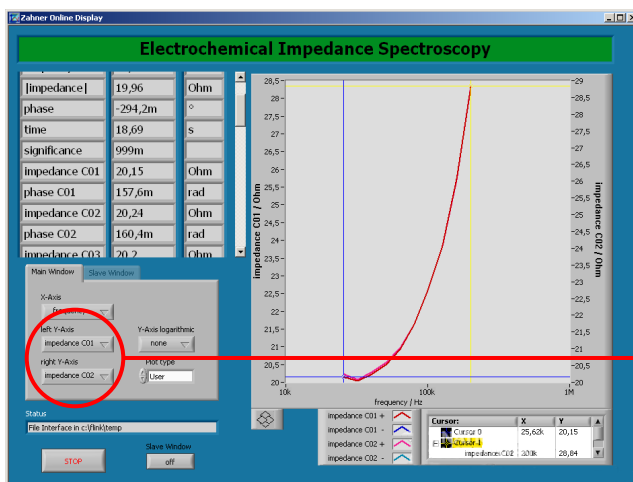 Zahner Online Display
Electrochemical Impedance Spectroscopy
|impedance| 19,96 Ohm
phase -294,2m °
time 18,69 s
significance 999m
impedance C01 20,15 Ohm
phase C01 157,6m rad
impedance C02 20,24 Ohm
phase C02 160,4m rad
impedance C03 20,2 Ohm
Main Window Slave Window
X-Axis
left Y-Axis Y-Axis logarithmic
impedance C01 none
right Y-Axis Plot type
impedance C02 User
Status
File Interface in c:\flink\temp
Slave Window
STOP off
impedance C01 / Ohm
28,5
28
27,5
27
26,5
26
25,5
25
24,5
24
23,5
23
22,5
22
21,5
21
20,5
20
impedance C02 / Ohm
29
28,5
28
27,5
27
26,5
26
25,5
25
24,5
24
23,5
23
22,5
22
21,5
21
20,5
20
10k 100k 1M
Frequency / Hz
impedance C01 +
impedance C01 -
impedance C02 +
impedance C02 -
Cursor: X Y
Cursor 0 25,62k 20,15
Cursor 1
impedance C02 200k 28,84